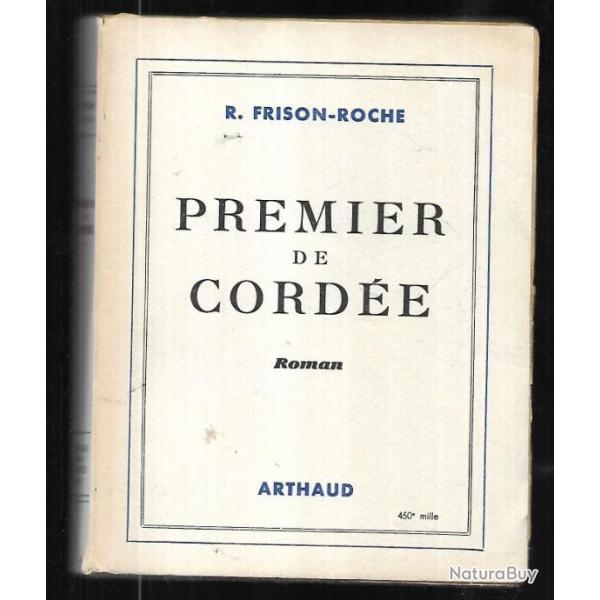 R. FRISON-ROCHE
PREMIER
DE
CORDÉE
Roman
ARTHAUD
450e mille
NaturaBuy